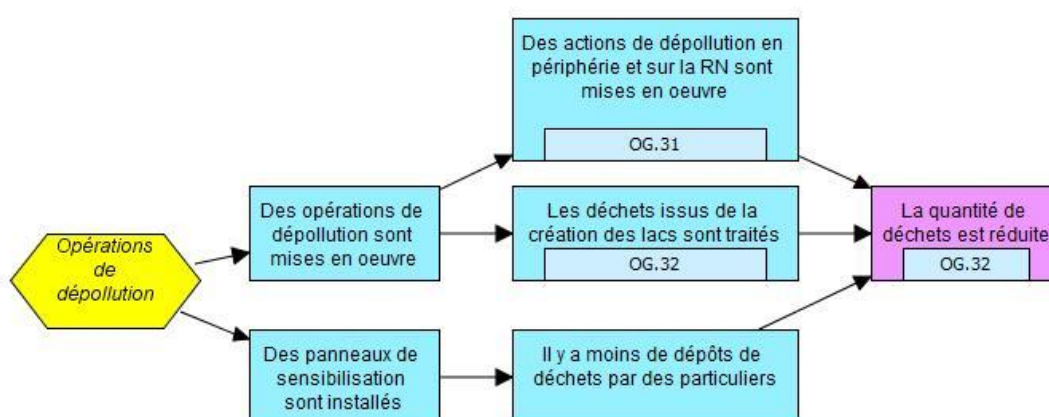 Des actions de dépollution en
périphérie et sur la RN sont
mises en oeuvre
OG.31
Opérations
de
dépollution
Des opérations de
dépollution sont
mises en oeuvre
Les déchets issus de la
création des lacs sont traités
OG.32
La quantité de
déchets est réduite
OG.32
Des panneaux de
sensibilisation
sont installés
Il y a moins de dépôts de
déchets par des particuliers